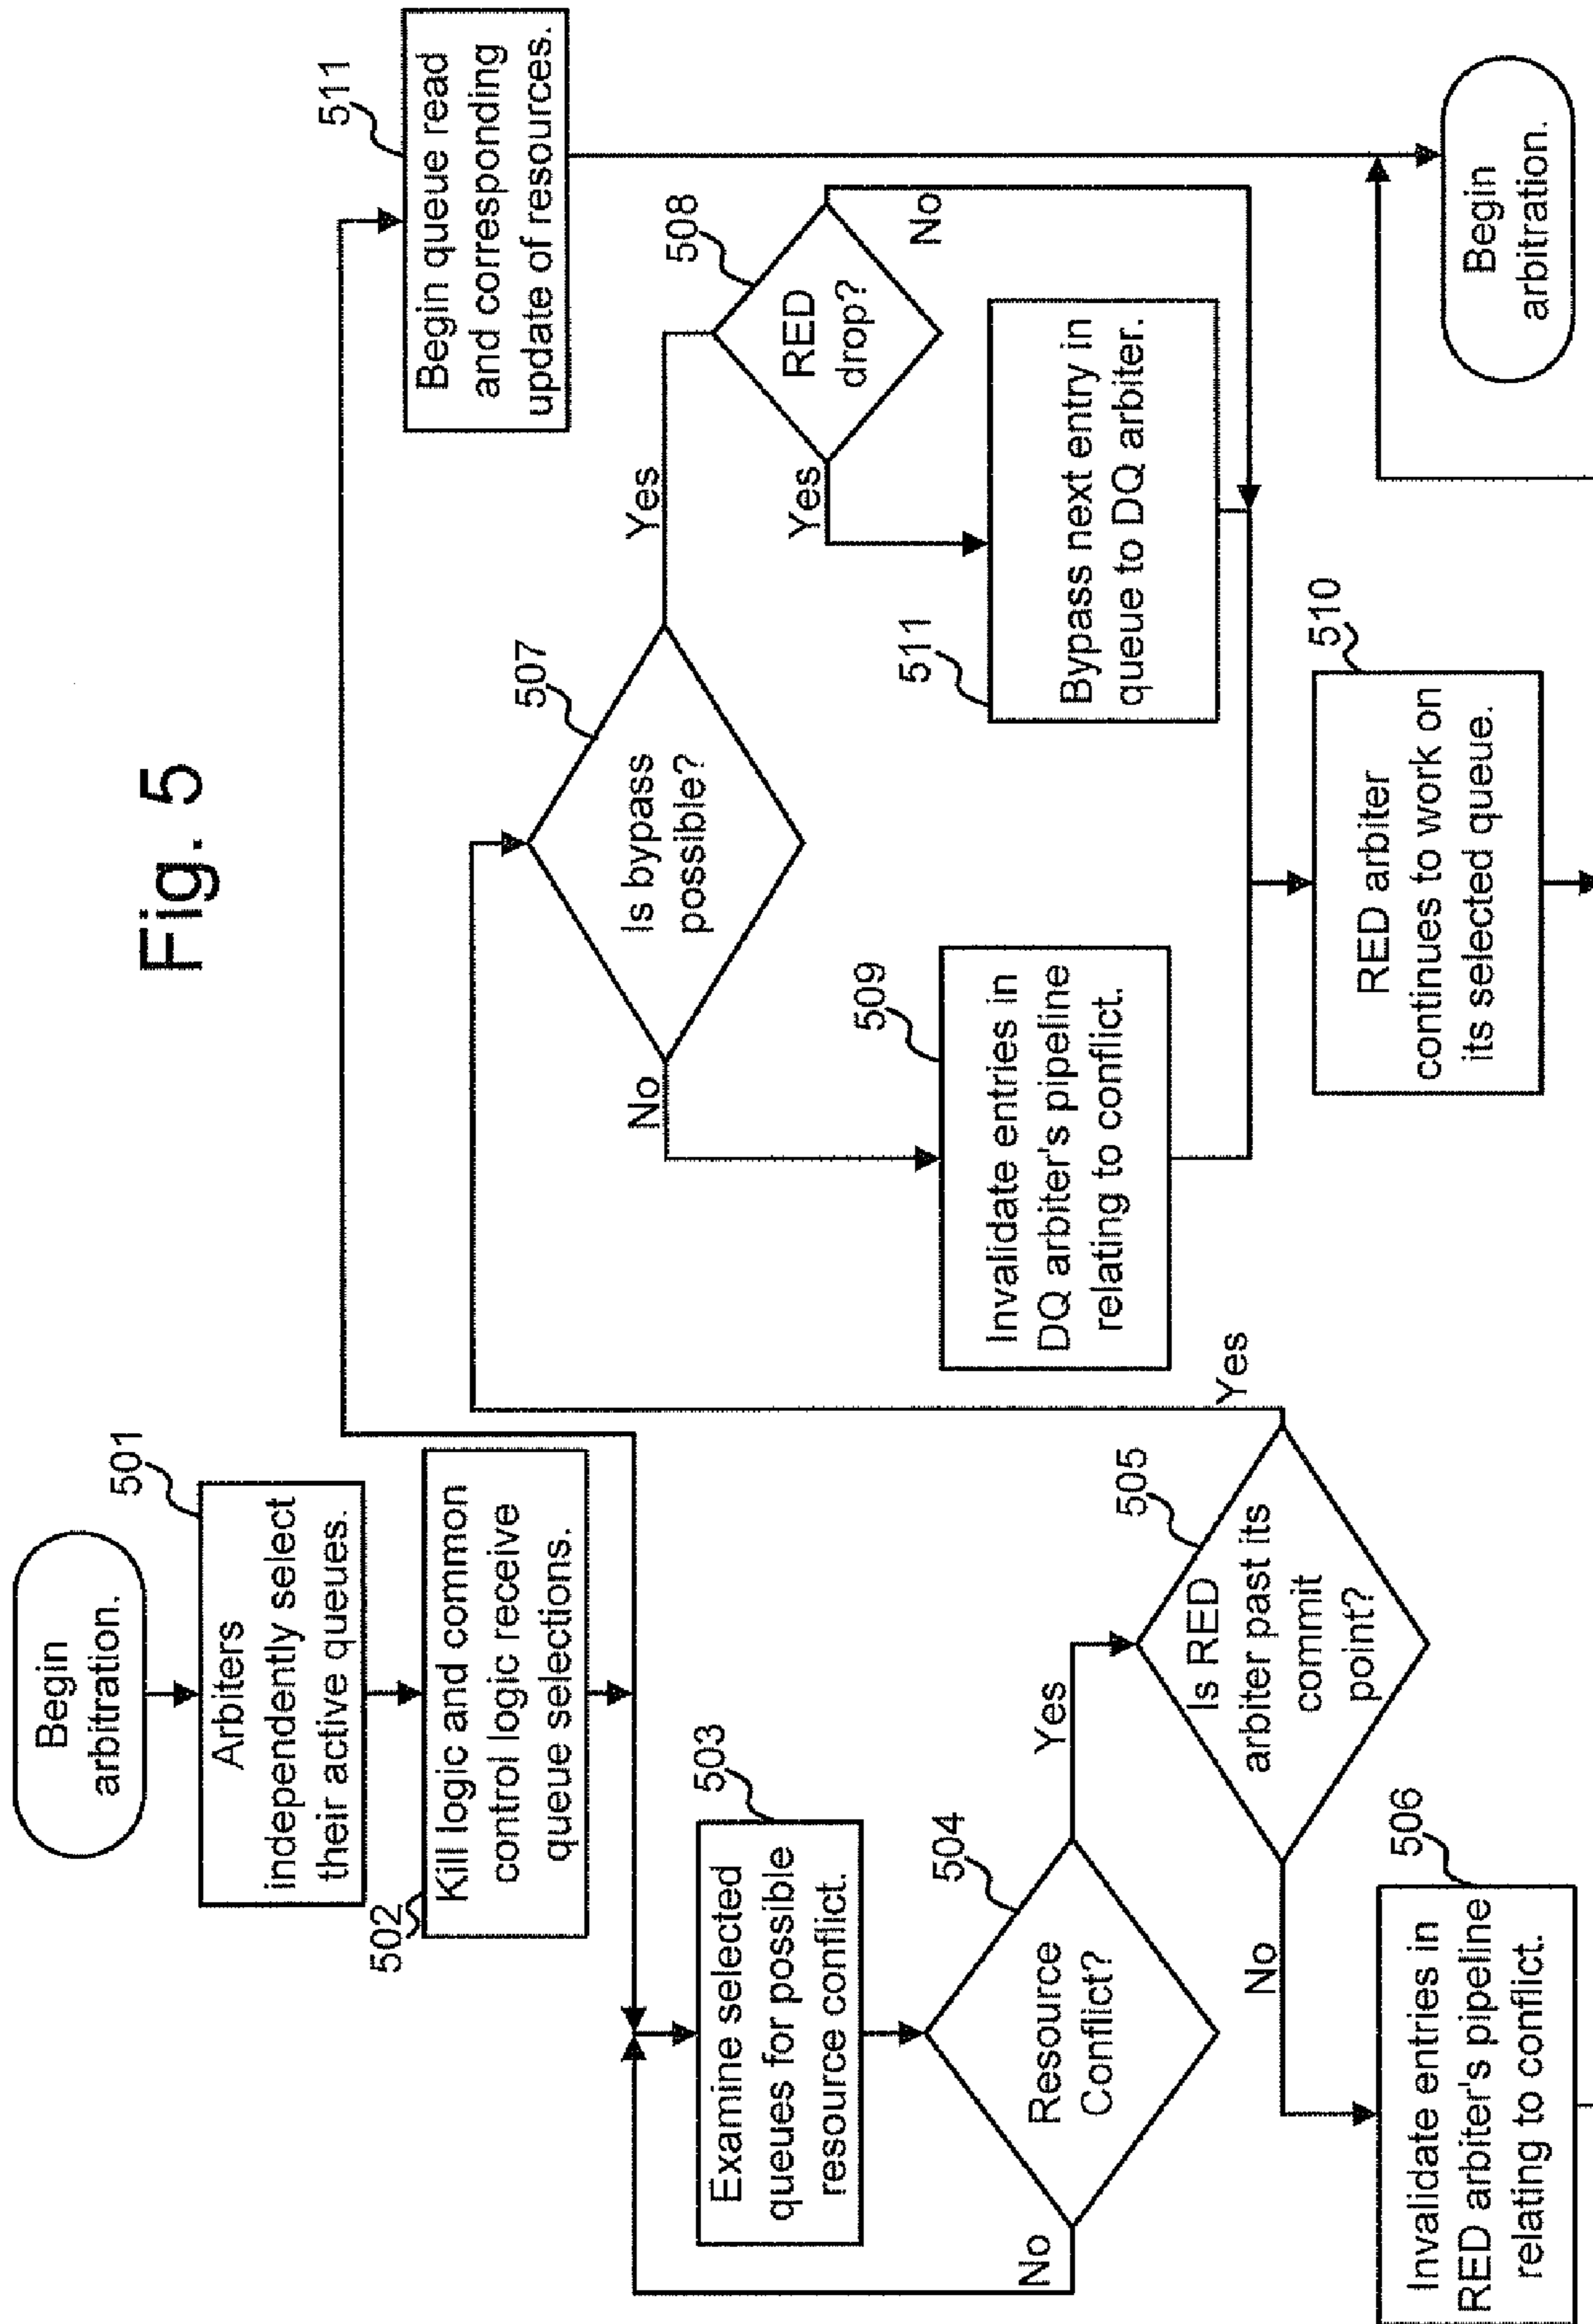 Fig. 5
Begin
arbitration.
501
Arbiters
independently select
their active queues.
502
Kill logic and common
control logic receive
queue selections.
503
Examine selected
queues for possible
resource conflict.
504
Resource
Conflict?
No
Yes
505
Is RED
arbiter past its
commit
point?
No
Yes
506
Invalidate entries in
RED arbiter's pipeline
relating to conflict.
507
Is bypass
possible?
No
Yes
508
RED
drop?
Yes
No
509
Invalidate entries in
DQ arbiter's pipeline
relating to conflict.
511
Bypass next entry in
queue to DQ arbiter.
510
RED arbiter
continues to work on
its selected queue.
511
Begin queue read
and corresponding
update of resources.
Begin
arbitration.